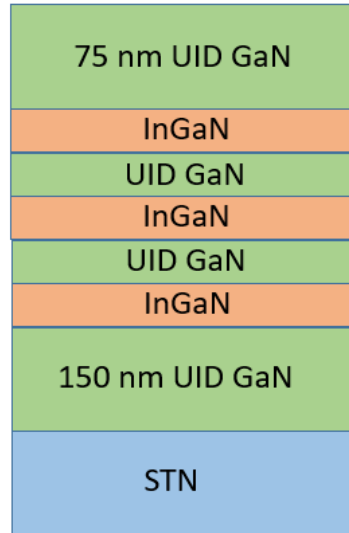 75 nm UID GaN
InGaN
UID GaN
InGaN
UID GaN
InGaN
150 nm UID GaN
STN